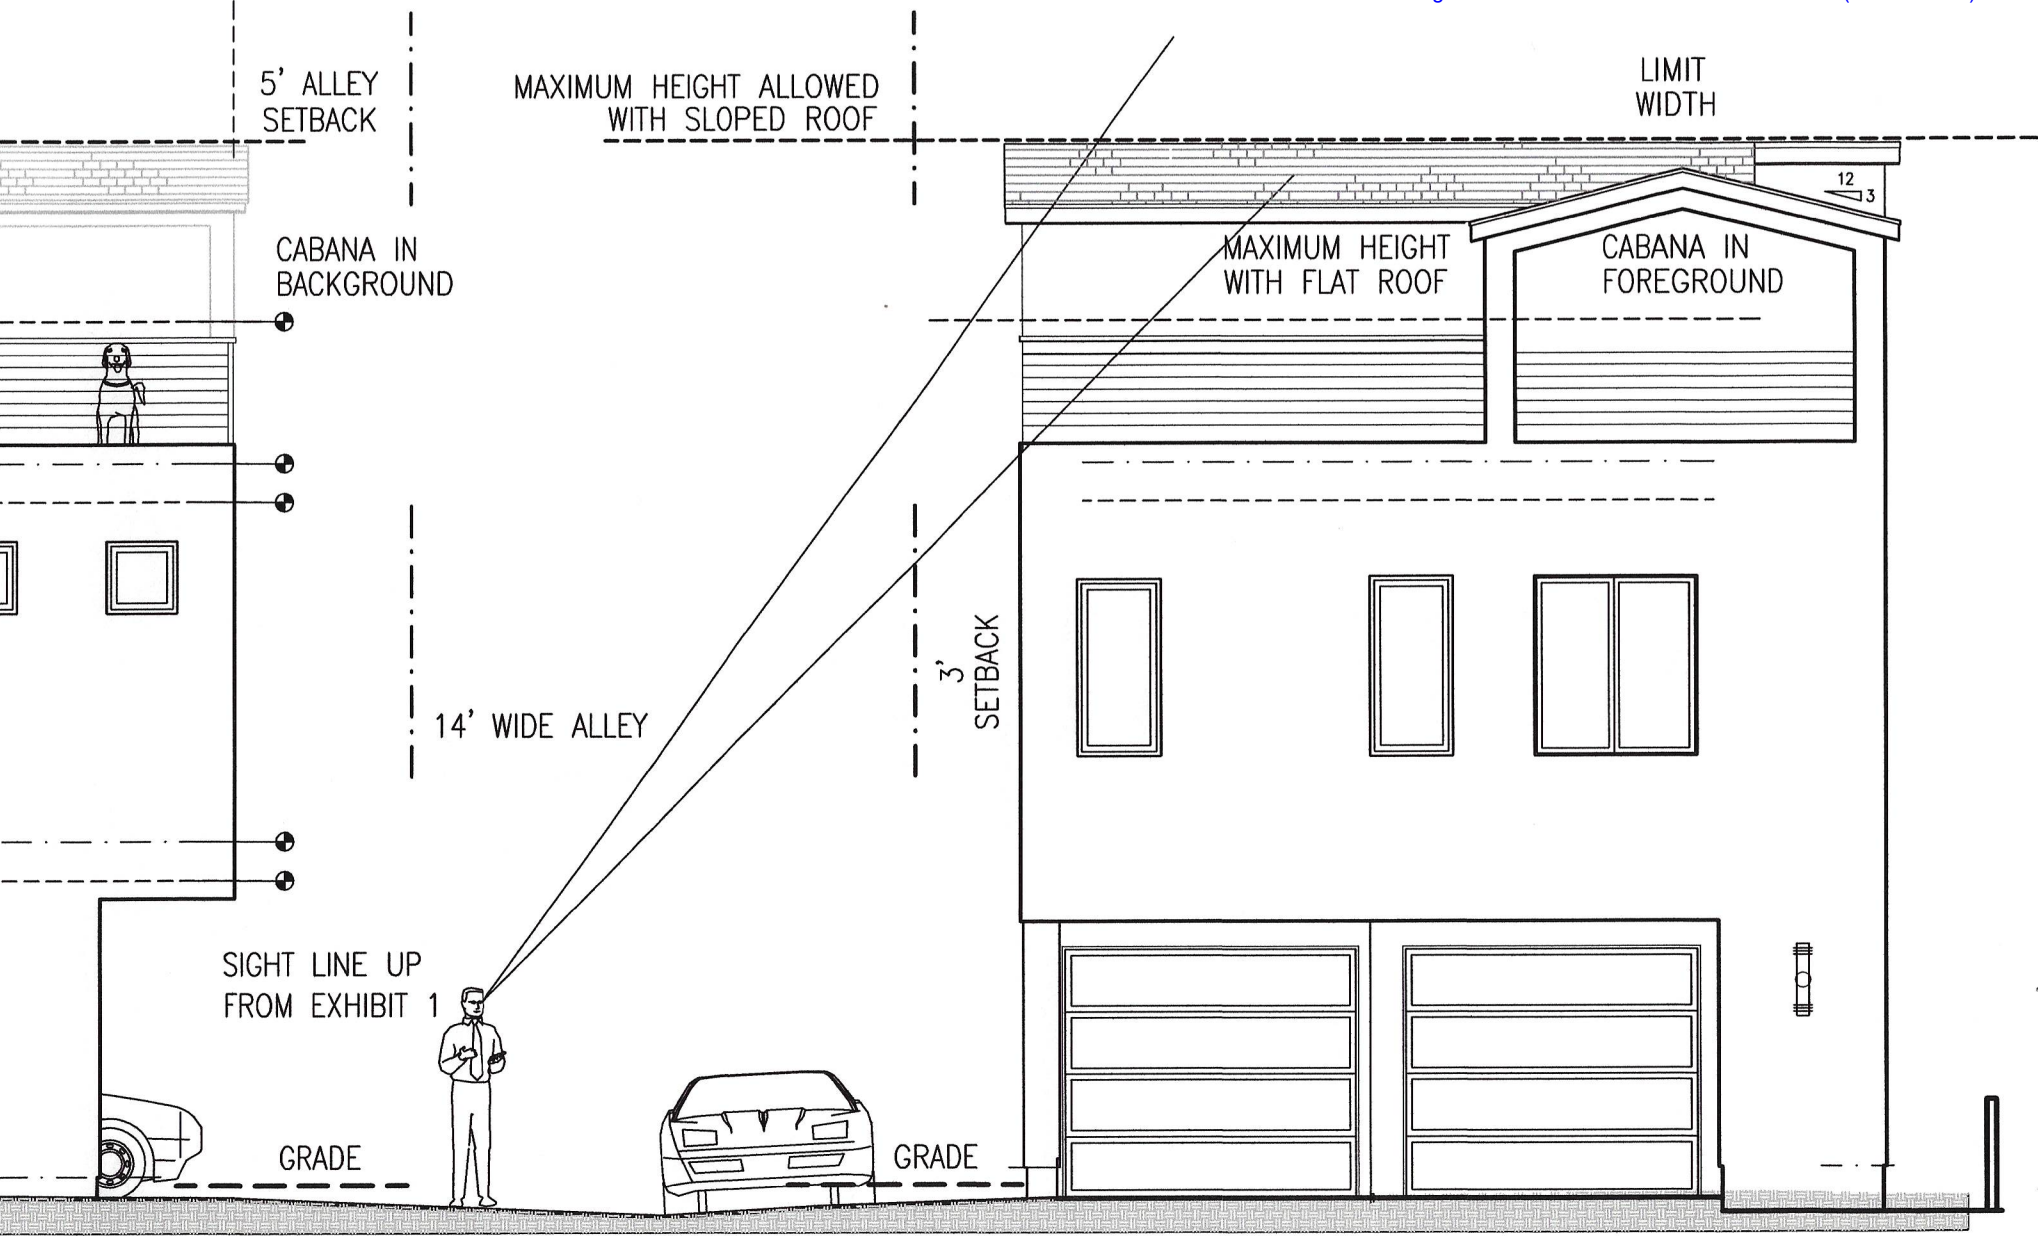 5' ALLEY
SETBACK
MAXIMUM HEIGHT ALLOWED
WITH SLOPED ROOF
LIMIT
WIDTH
12
3
CABANA IN
BACKGROUND
MAXIMUM HEIGHT
WITH FLAT ROOF
CABANA IN
FOREGROUND
3'
SETBACK
14' WIDE ALLEY
SIGHT LINE UP
FROM EXHIBIT 1
GRADE
GRADE